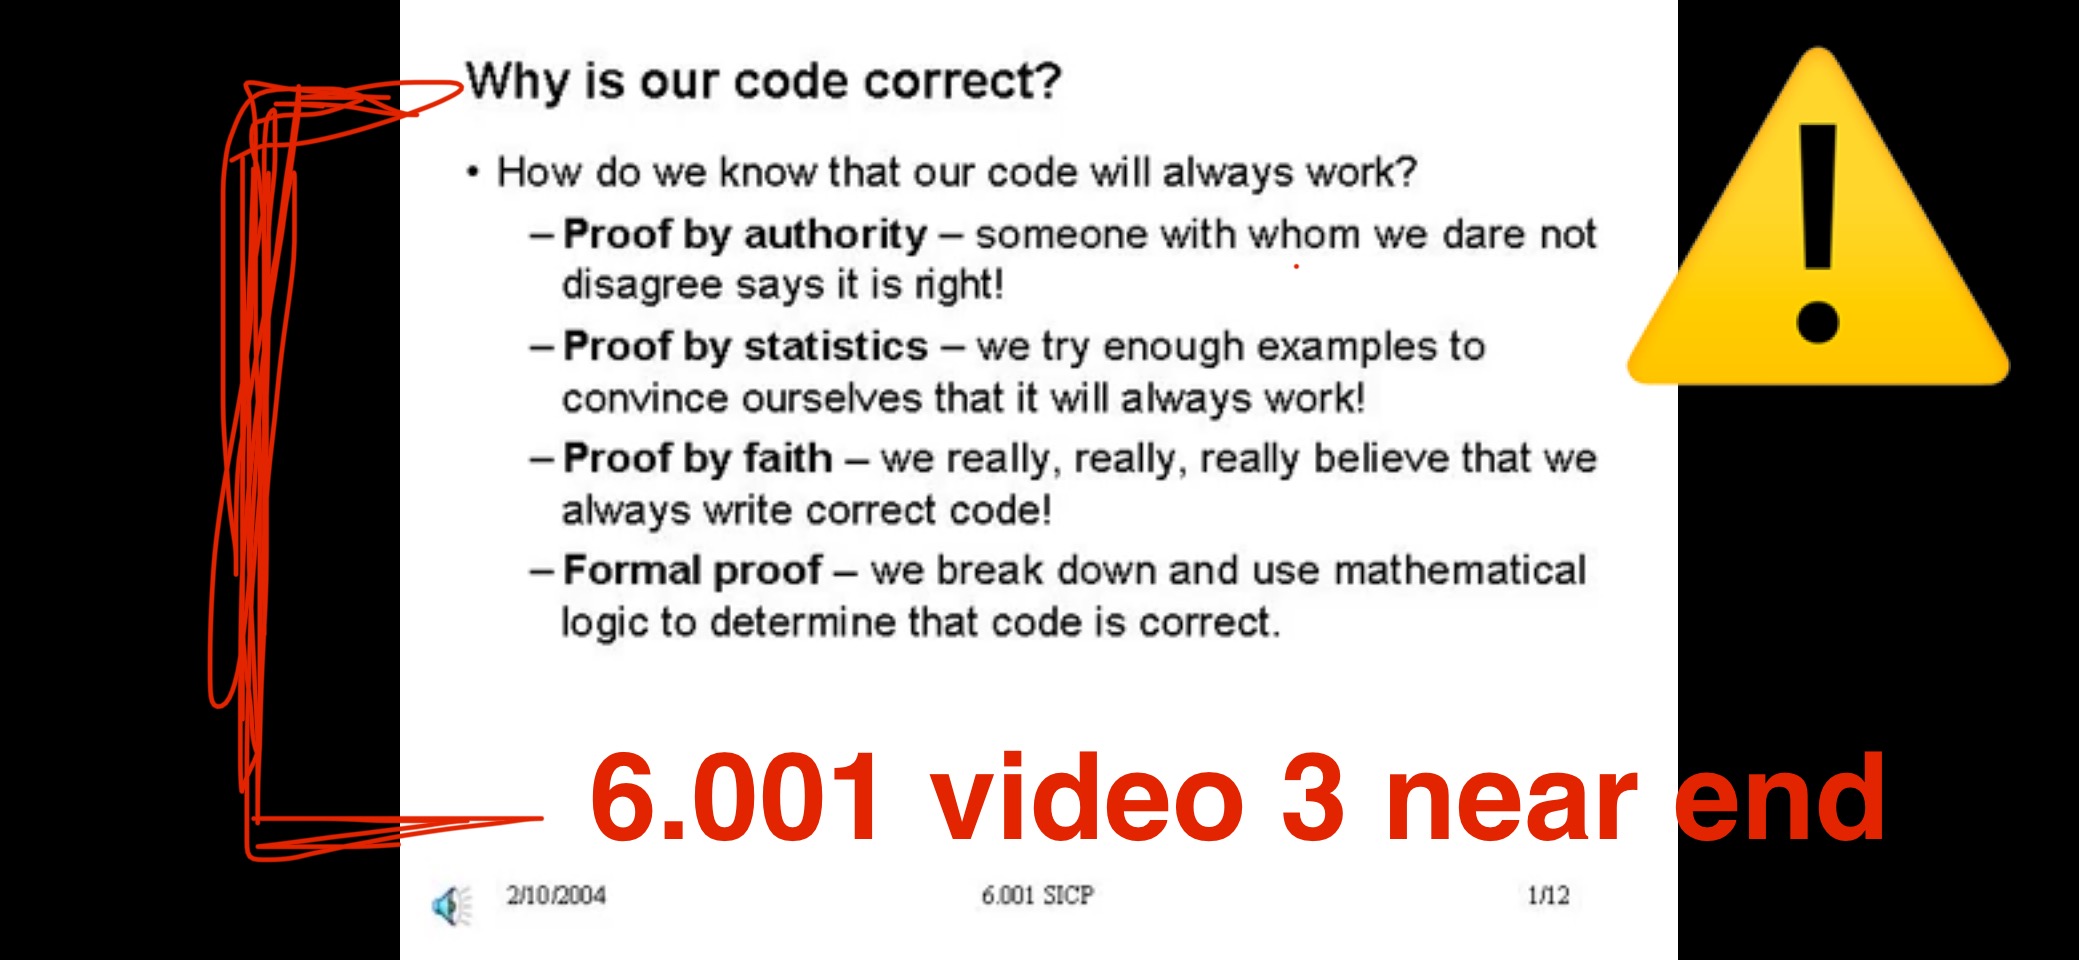 Why is our code correct?
• How do we know that our code will always work?
– Proof by authority – someone with whom we dare not
disagree says it is right!
– Proof by statistics – we try enough examples to
convince ourselves that it will always work!
– Proof by faith – we really, really, really believe that we
always write correct code!
– Formal proof – we break down and use mathematical
logic to determine that code is correct.
6.001 video 3 near end
2/10/2004 6.001 SICP 1/12